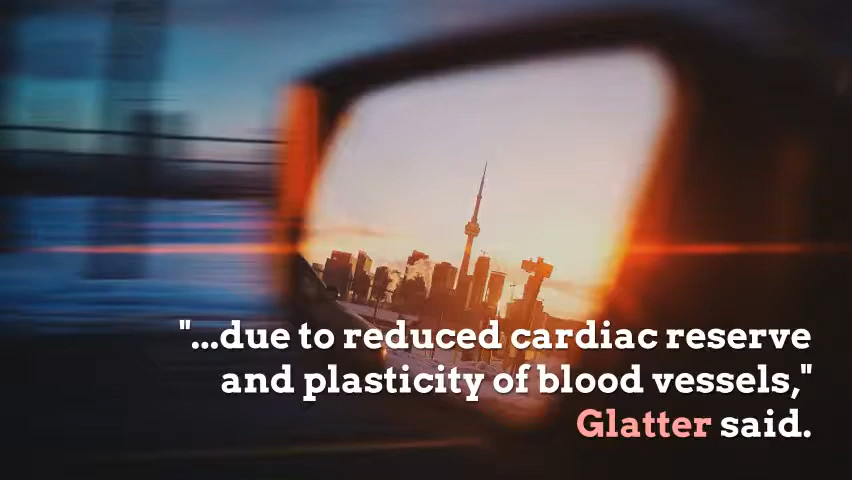 "...due to reduced cardiac reserve
and plasticity of blood vessels,"
Glatter said.